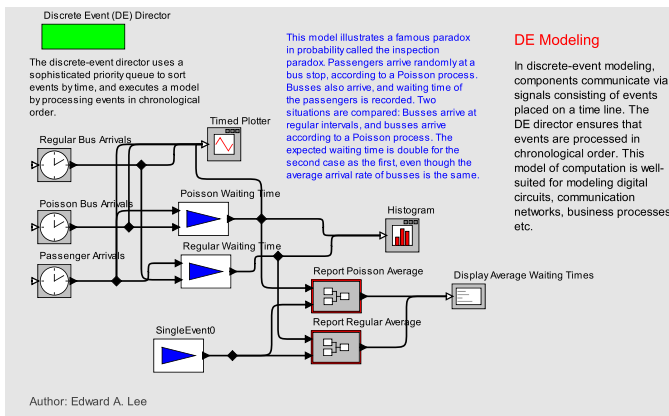 Discrete Event (DE) Director
The discrete-event director uses a
sophisticated priority queue to sort
events by time, and executes a model
by processing events in chronological
order.
This model illustrates a famous paradox
in probability called the inspection
paradox. Passengers arrive randomly at a
bus stop, according to a Poisson process.
Busses also arrive, and waiting time of
the passengers is recorded. Two
situations are compared: Busses arrive at
regular intervals, and busses arrive
according to a Poisson process. The
expected waiting time is double for the
second case as the first, even though the
average arrival rate of busses is the same.
DE Modeling
In discrete-event modeling,
components communicate via
signals consisting of events
placed on a time line. The
DE director ensures that
events are processed in
chronological order. This
model of computation is well-
suited for modeling digital
circuits, communication
networks, business processes
etc.
Timed Plotter
Regular Bus Arrivals
Poisson Waiting Time
Poisson Bus Arrivals
Histogram
Regular Waiting Time
Passenger Arrivals
Report Poisson Average
Display Average Waiting Times
Report Regular Average
SingleEvent0
Author: Edward A. Lee